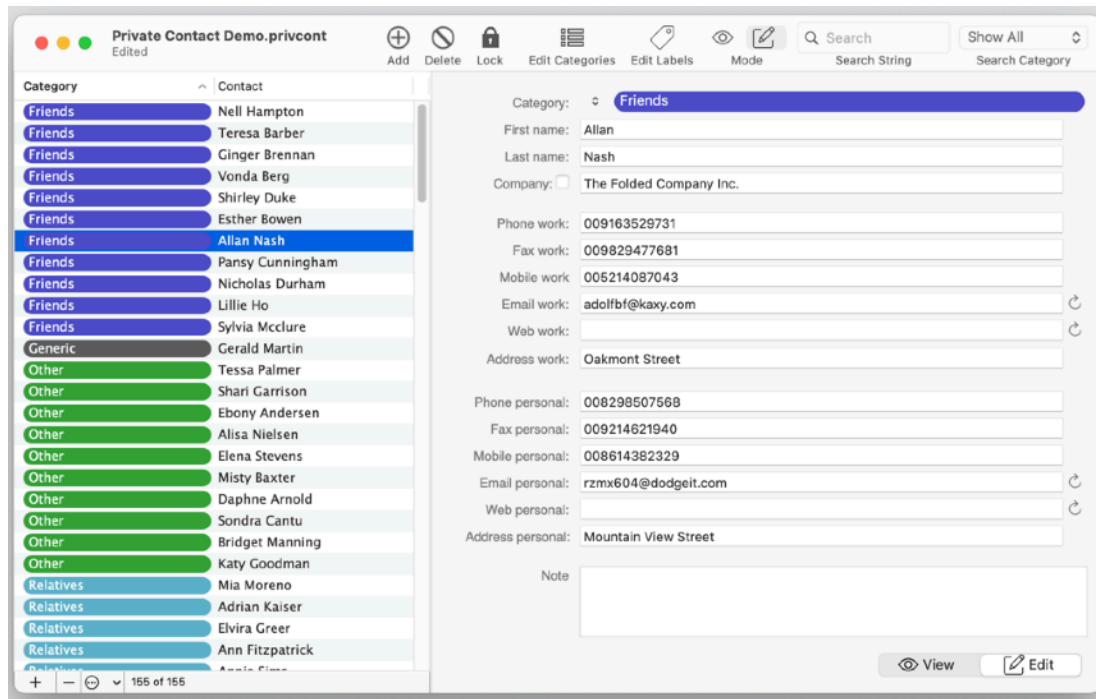 Private Contact Demo.privcont
Edited
Add Delete Lock Edit Categories Edit Labels Mode Search Search String Show All Search Category
Category Contact
Friends Nell Hampton
Friends Teresa Barber
Friends Ginger Brennan
Friends Vonda Berg
Friends Shirley Duke
Friends Esther Bowen
Friends Allan Nash
Friends Pansy Cunningham
Friends Nicholas Durham
Friends Lillie Ho
Friends Sylvia Mcclure
Generic Gerald Martin
Other Tessa Palmer
Other Shari Garrison
Other Ebony Andersen
Other Alisa Nielsen
Other Elena Stevens
Other Misty Baxter
Other Daphne Arnold
Other Sondra Cantu
Other Bridget Manning
Other Katy Goodman
Relatives Mia Moreno
Relatives Adrian Kaiser
Relatives Elvira Greer
Relatives Ann Fitzpatrick
155 of 155
Category: Friends
First name: Allan
Last name: Nash
Company: The Folded Company Inc.
Phone work: 009163529731
Fax work: 009829477681
Mobile work 005214087043
Email work: adolfbf@kaxy.com
Web work:
Address work: Oakmont Street
Phone personal: 008298507568
Fax personal: 009214621940
Mobile personal: 008614382329
Email personal: rzmx604@dodgeit.com
Web personal:
Address personal: Mountain View Street
Note
View Edit